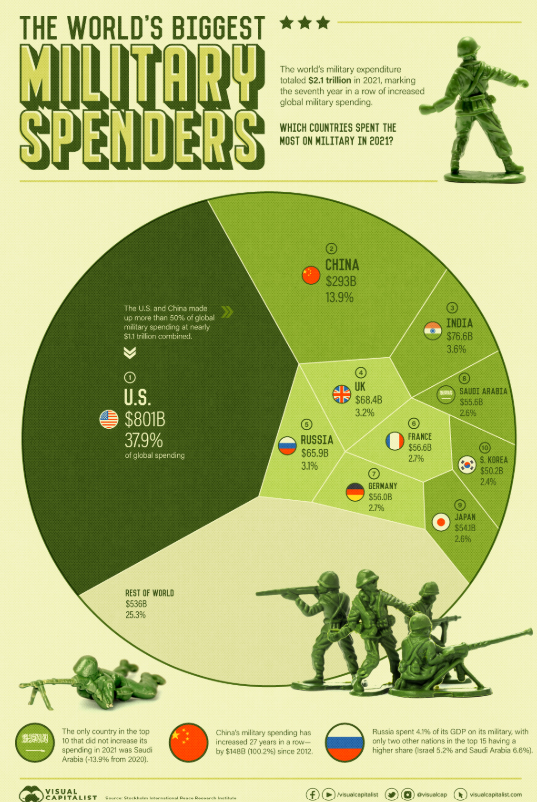 THE WORLD'S BIGGEST
MILITARY
SPENDERS
The world's military expenditure
totaled $2.1 trillion in 2021, marking
the seventh year in a row of increased
global military spending.
WHICH COUNTRIES SPENT THE
MOST ON MILITARY IN 2021?
The U.S. and China made
up more than 50% of global
military spending at nearly
$1.1 trillion combined.
1
U.S.
$801B
37.9%
of global spending
2
CHINA
$293B
13.9%
3
INDIA
$76.6B
3.6%
4
UK
$68.4B
3.2%
5
RUSSIA
$65.9B
3.1%
6
FRANCE
$56.6B
2.7%
7
GERMANY
$56.0B
2.7%
8
SAUDI ARABIA
$55.6B
2.6%
10
S. KOREA
$50.2B
2.4%
9
JAPAN
$54.1B
2.6%
REST OF WORLD
$536B
25.3%
The only country in the top
10 that did not increase its
spending in 2021 was Saudi
Arabia (-13.9% from 2020).
China's military spending has
increased 27 years in a row—
by $148B (100.2%) since 2012.
Russia spent 4.1% of its GDP on its military, with
only two other nations in the top 15 having a
higher share (Israel 5.2% and Saudi Arabia 6.6%).
VISUAL
CAPITALIST
Source: Stockholm International Peace Research Institute
/visualcapitalist
@visualcap
visualcapitalist.com